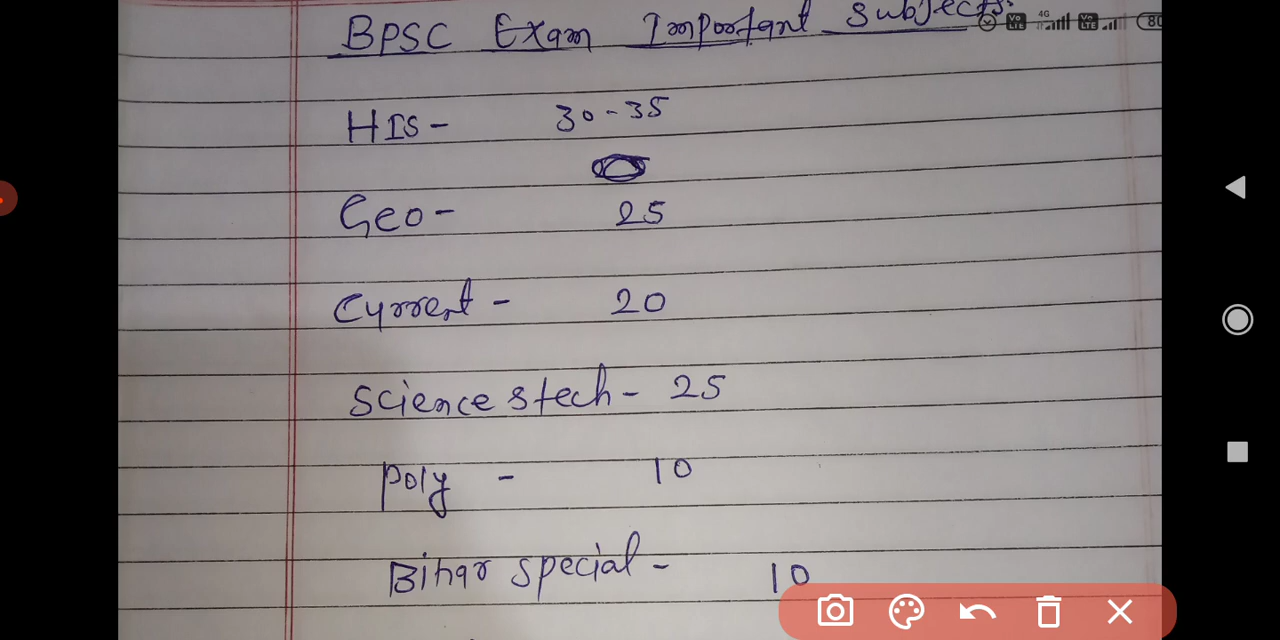 BPSC Exam Important Subjects.
HIS - 30-35
Geo - 25
Current - 20
Science s tech - 25
Poly - 10
Bihar special - 10